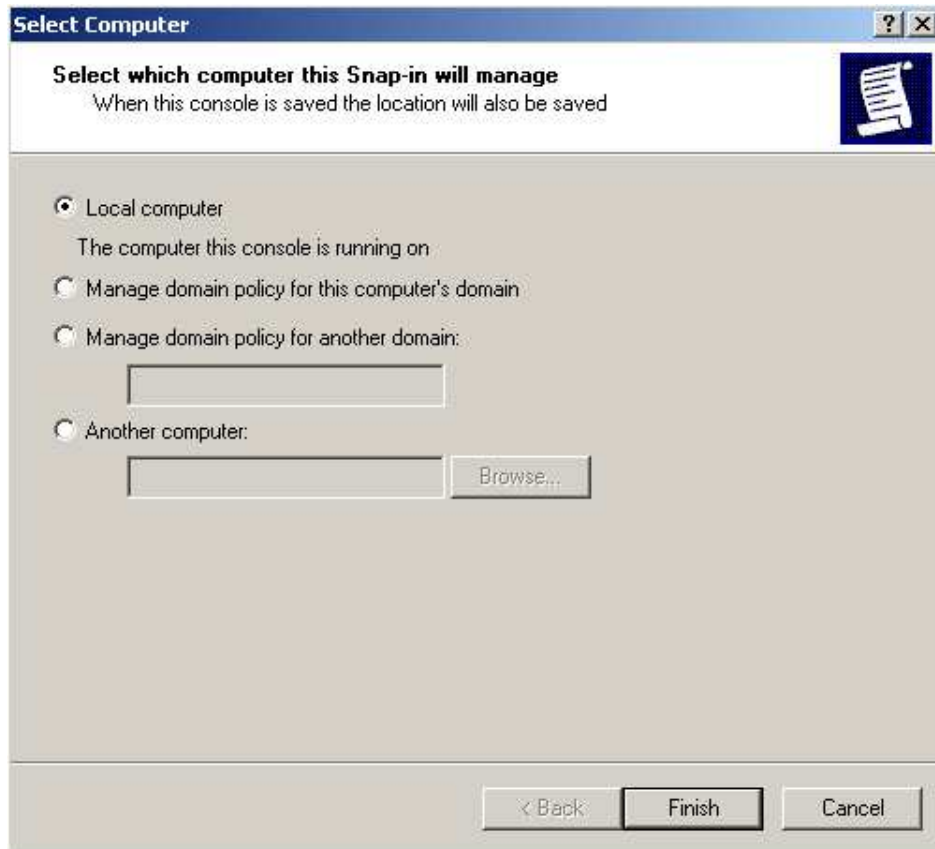 Select Computer
Select which computer this Snap-in will manage
When this console is saved the location will also be saved
Local computer
The computer this console is running on
Manage domain policy for this computer's domain
Manage domain policy for another domain:
Another computer:
Browse...
< Back Finish Cancel